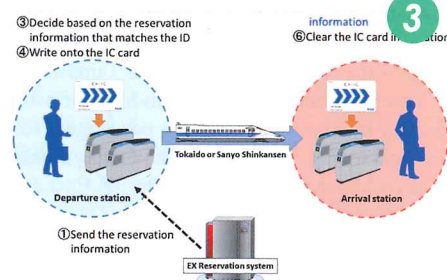 ③Decide based on the reservation
information that matches the ID
④Write onto the IC card
information
⑥Clear the IC card
3
Tokaido or Sanyo Shinkansen
Departure station
Arrival station
①Send the reservation
information
EX Reservation system